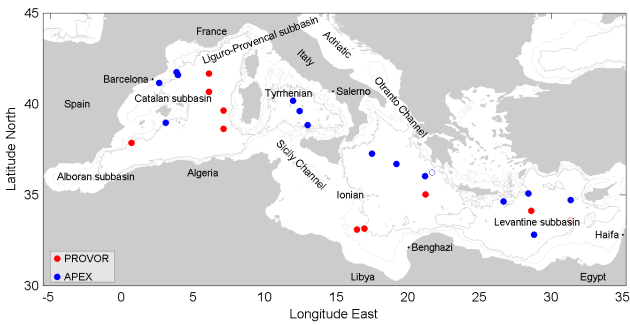 45
40
35
30
Latitude North
France
Liguro-Provencal subbasin
Adriatic
Italy
Barcelona
Catalan subbasin
Spain
Tyrrhenian
Salerno
Otranto Channel
Sicily Channel
Alboran subbasin
Algeria
Ionian
Levantine subbasin
Benghazi
Haifa
Libya
Egypt
PROVOR
APEX
-5 0 5 10 15 20 25 30 35
Longitude East